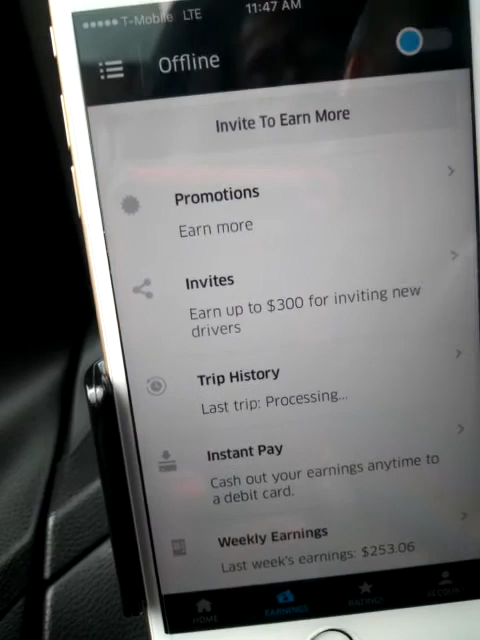 T-Mobile LTE 11:47 AM
Offline
Invite To Earn More
Promotions
Earn more
Invites
Earn up to $300 for inviting new
drivers
Trip History
Last trip: Processing...
Instant Pay
Cash out your earnings anytime to
a debit card.
Weekly Earnings
Last week's earnings: $253.06
HOME EARNINGS RATINGS ACCOUNT